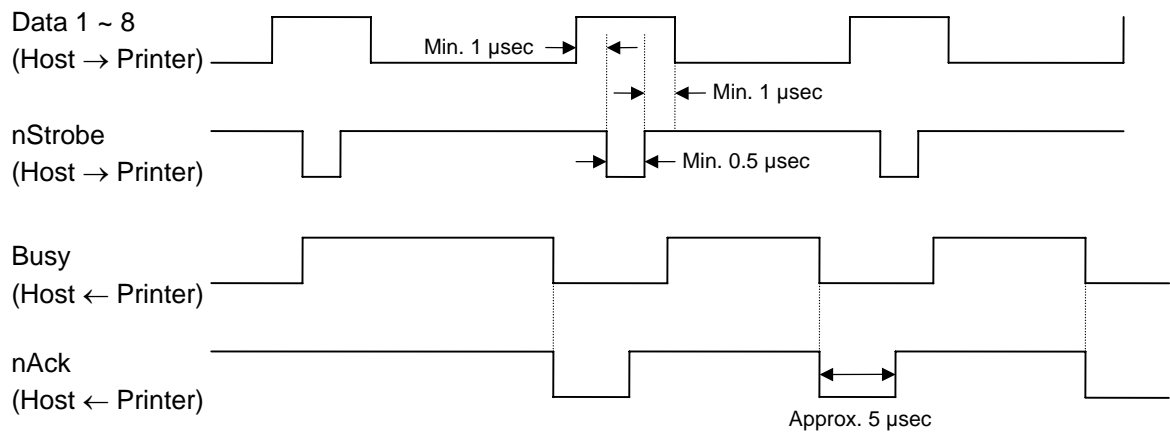 Data 1 ~ 8
(Host → Printer)
Min. 1 µsec
Min. 1 µsec
nStrobe
(Host → Printer)
Min. 0.5 µsec
Busy
(Host ← Printer)
nAck
(Host ← Printer)
Approx. 5 µsec